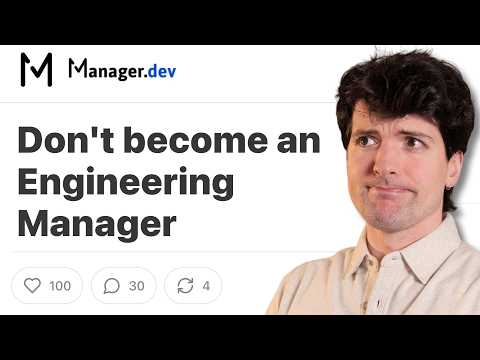 Manager.dev
Don't become an
Engineering
Manager
100 30 4